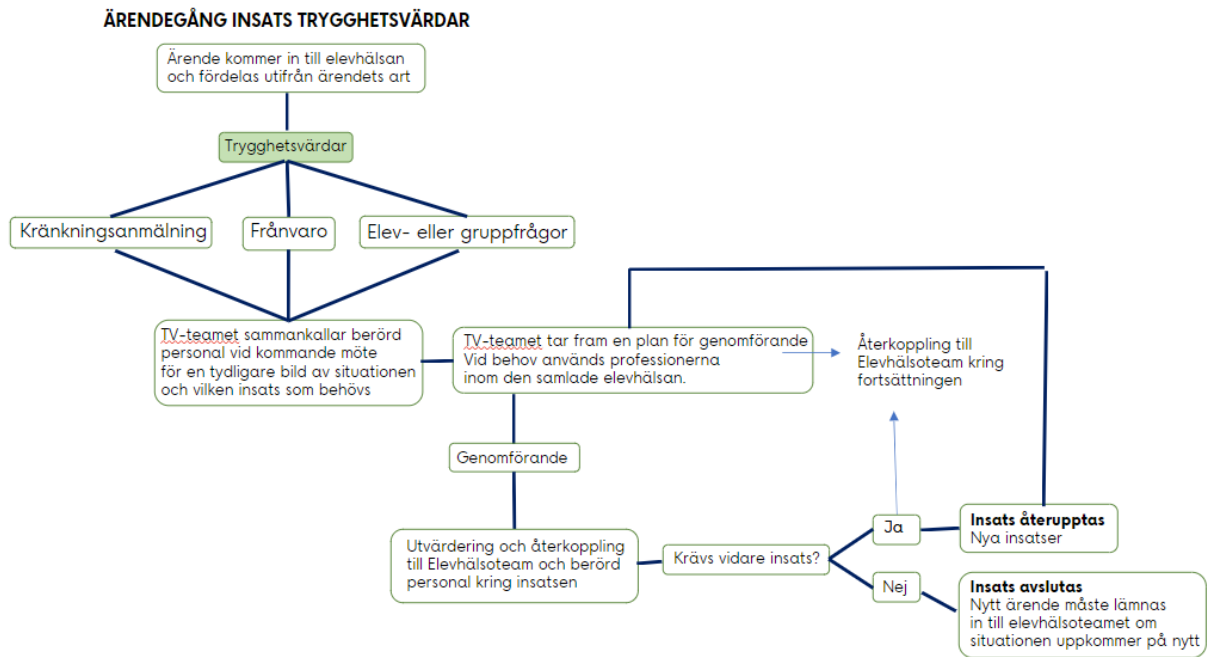 ÄRENDEGÅNG INSATS TRYGGHETSVÄRDAR
Ärende kommer in till elevhälsan
och fördelas utifrån ärendets art
Trygghetsvärdar
Kränkningsanmälning
Frånvaro
Elev- eller gruppfrågor
TV-teamet sammankallar berörd
personal vid kommande möte
för en tydligare bild av situationen
och vilken insats som behövs
TV-teamet tar fram en plan för genomförande
Vid behov används professionerna
inom den samlade elevhälsan.
Återkoppling till
Elevhälsoteam kring
fortsättningen
Genomförande
Utvärdering och återkoppling
till Elevhälsoteam och berörd
personal kring insatsen
Krävs vidare insats?
Ja
Insats återupptas
Nya insatser
Nej
Insats avslutas
Nytt ärende måste lämnas
in till elevhälsoteamet om
situationen uppkommer på nytt